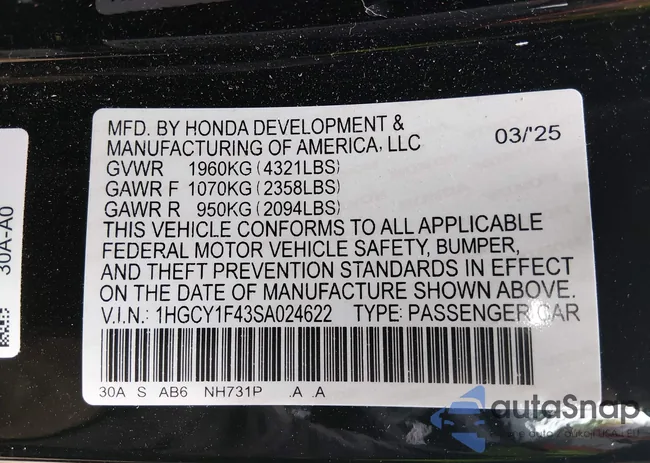 MFD. BY HONDA DEVELOPMENT &
MANUFACTURING OF AMERICA, LLC
03/'25
GVWR 1960KG (4321LBS)
GAWR F 1070KG (2358LBS)
GAWR R 950KG (2094LBS)
THIS VEHICLE CONFORMS TO ALL APPLICABLE
FEDERAL MOTOR VEHICLE SAFETY, BUMPER,
AND THEFT PREVENTION STANDARDS IN EFFECT
ON THE DATE OF MANUFACTURE SHOWN ABOVE.
V.I.N.: 1HGCY1F43SA024622 TYPE: PASSENGER CAR
30A S AB6 NH731P .A .A
30A-A0
autoSnap